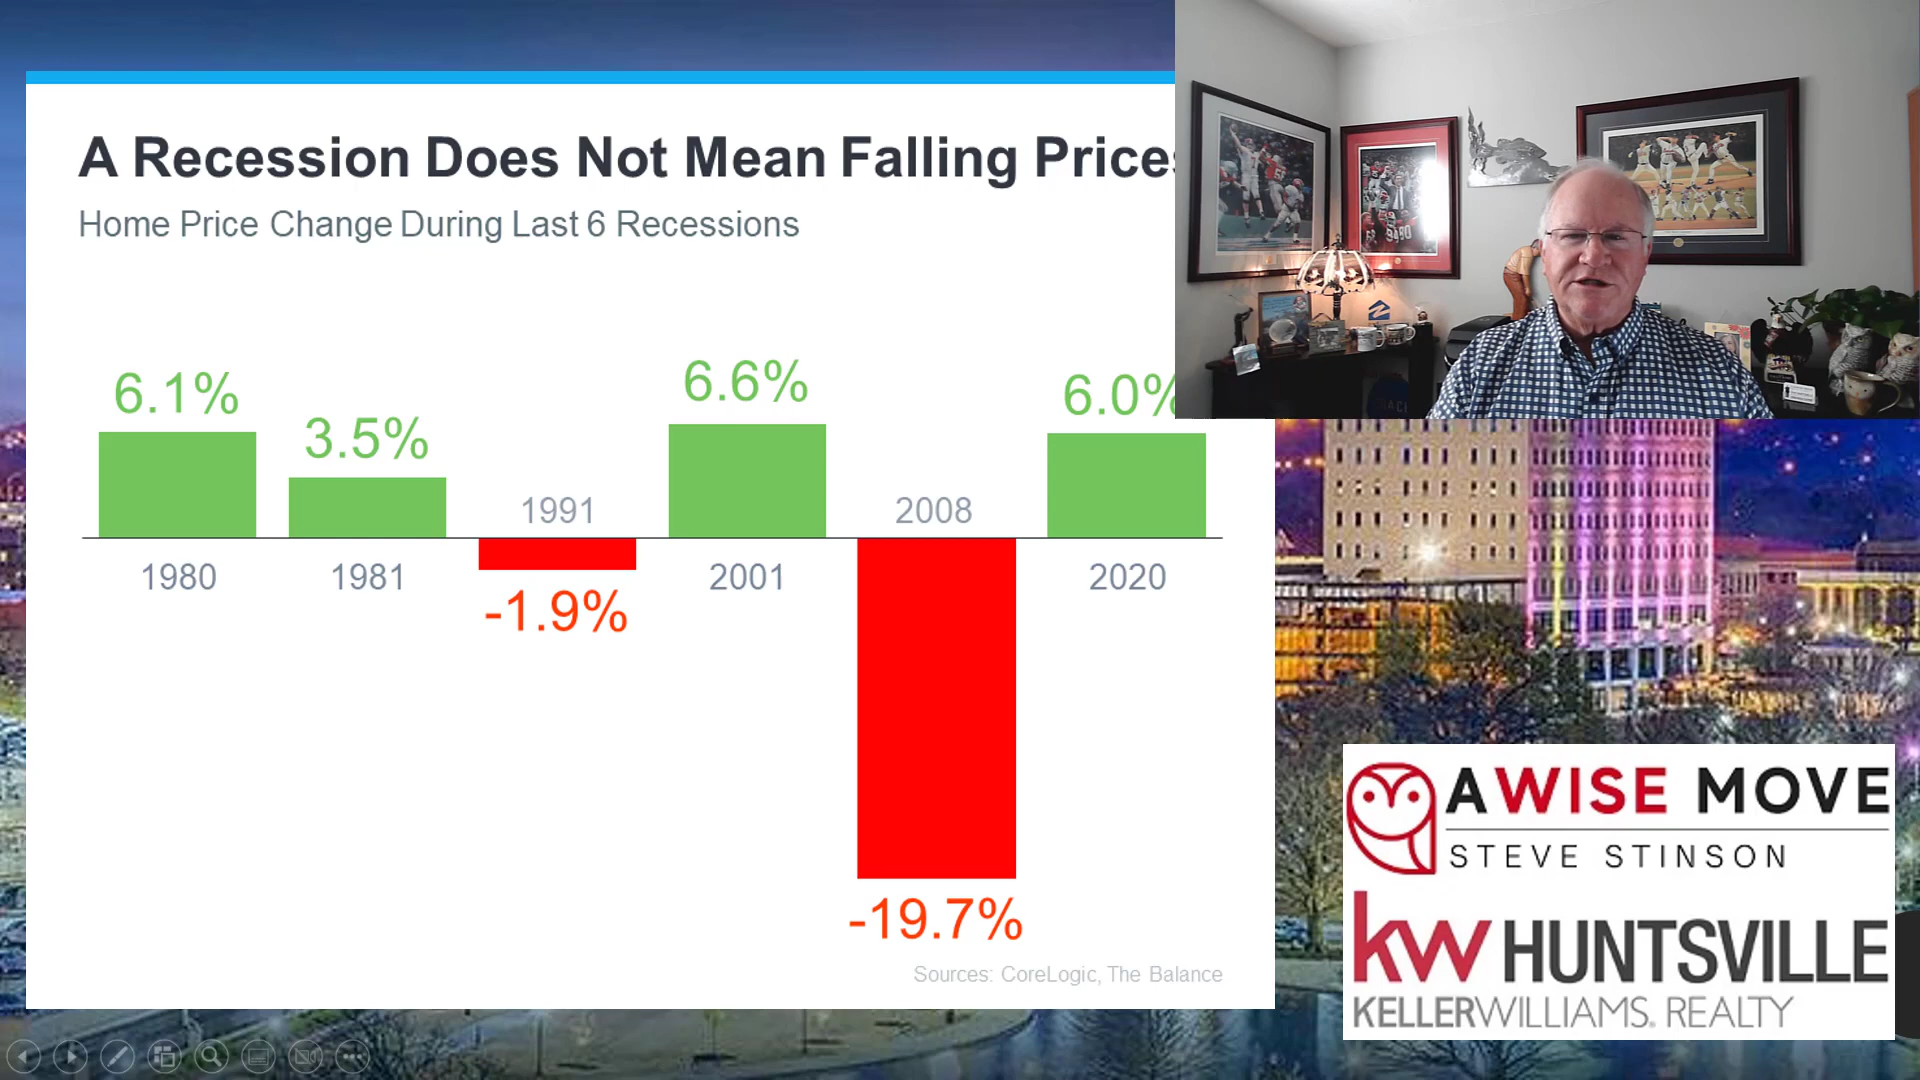 A Recession Does Not Mean Falling Prices
Home Price Change During Last 6 Recessions
6.1%
3.5%
1991
6.6%
2008
6.0%
1980
1981
-1.9%
2001
-19.7%
2020
Sources: CoreLogic, The Balance
A WISE MOVE
STEVE STINSON
kw HUNTSVILLE
KELLERWILLIAMS. REALTY